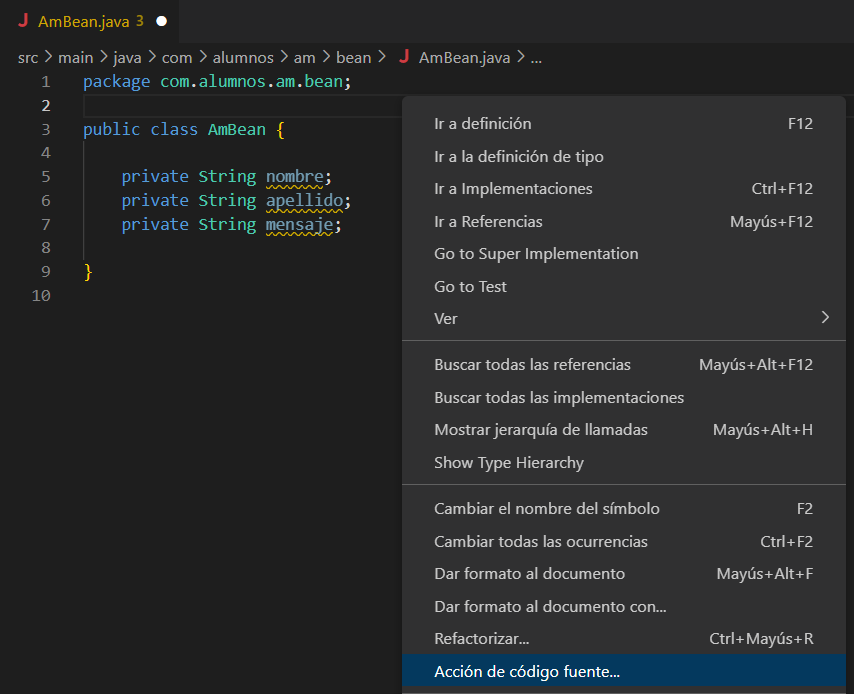 J AmBean.java 3
src > main > java > com > alumnos > am > bean > J AmBean.java > ...
1 package com.alumnos.am.bean;
2
3 public class AmBean {
4
5 private String nombre;
6 private String apellido;
7 private String mensaje;
8
9 }
10
Ir a definición F12
Ir a la definición de tipo
Ir a Implementaciones Ctrl+F12
Ir a Referencias Mayús+F12
Go to Super Implementation
Go to Test
Ver >
Buscar todas las referencias Mayús+Alt+F12
Buscar todas las implementaciones
Mostrar jerarquía de llamadas Mayús+Alt+H
Show Type Hierarchy
Cambiar el nombre del símbolo F2
Cambiar todas las ocurrencias Ctrl+F2
Dar formato al documento Mayús+Alt+F
Dar formato al documento con...
Refactorizar... Ctrl+Mayús+R
Acción de código fuente...